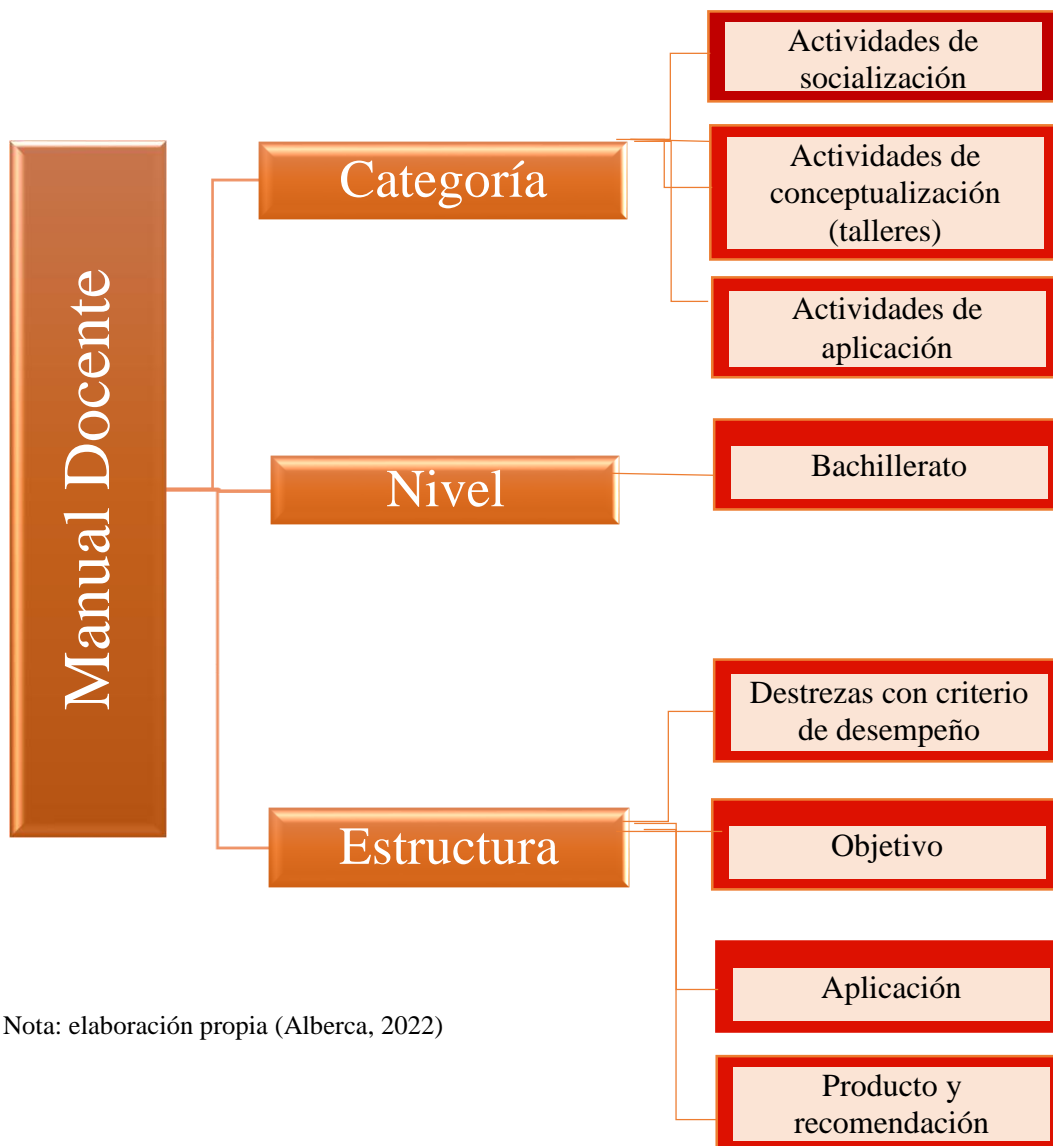 Manual Docente
Categoría
Actividades de
socialización
Actividades de
conceptualización
(talleres)
Actividades de
aplicación
Nivel
Bachillerato
Estructura
Destrezas con criterio
de desempeño
Objetivo
Aplicación
Producto y
recomendación
Nota: elaboración propia (Alberca, 2022)